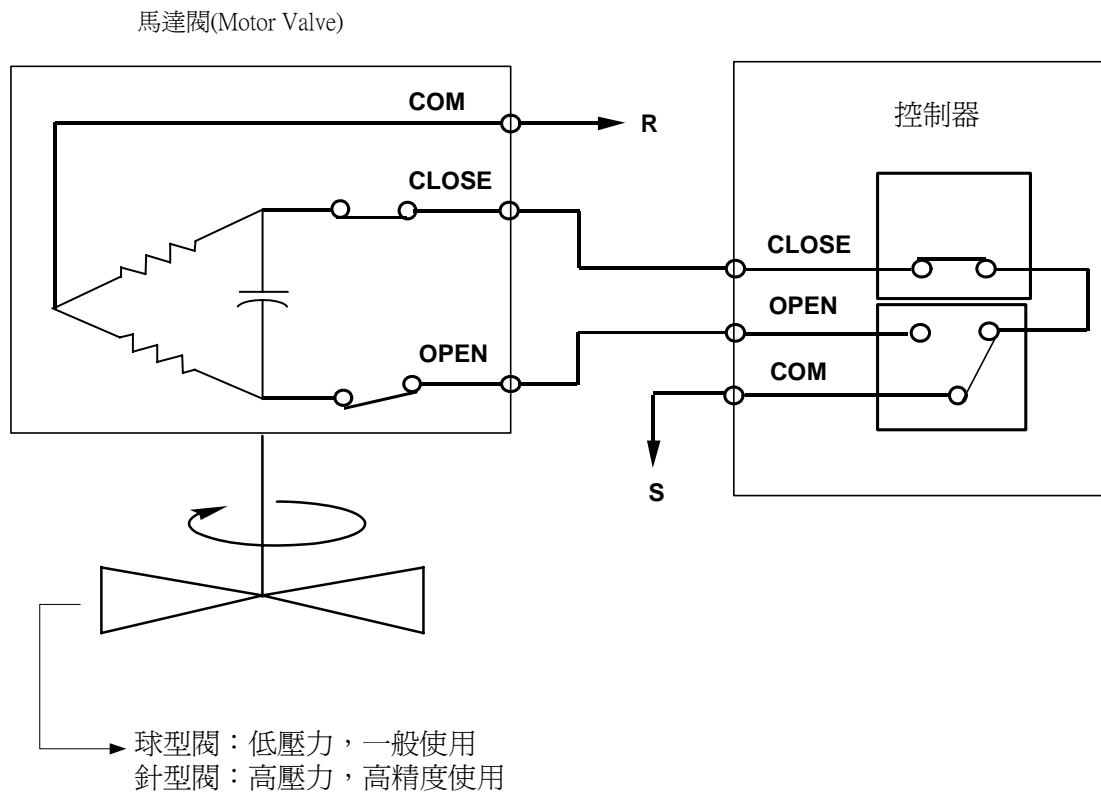 馬達閥(Motor Valve)
COM
R
控制器
CLOSE
CLOSE
OPEN
OPEN
COM
S
球型閥：低壓力，一般使用
針型閥：高壓力，高精度使用